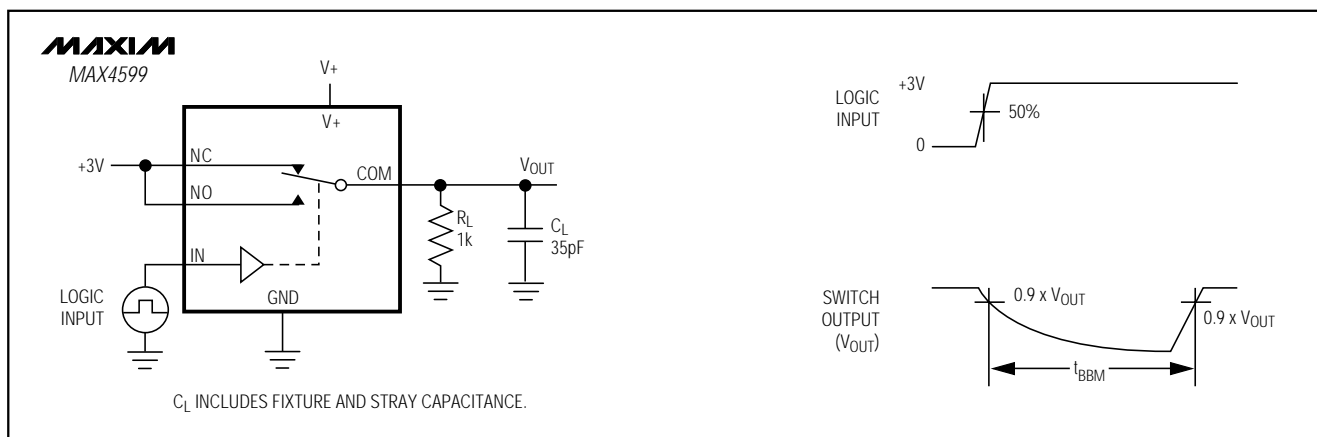 MAXIM
MAX4599
V+
V+
+3V
NC
COM
VOUT
NO
RL
1k
CL
35pF
IN
LOGIC
INPUT
GND
CL INCLUDES FIXTURE AND STRAY CAPACITANCE.
LOGIC
INPUT
+3V
50%
0
SWITCH
OUTPUT
(VOUT)
0.9 x VOUT
0.9 x VOUT
tBBM